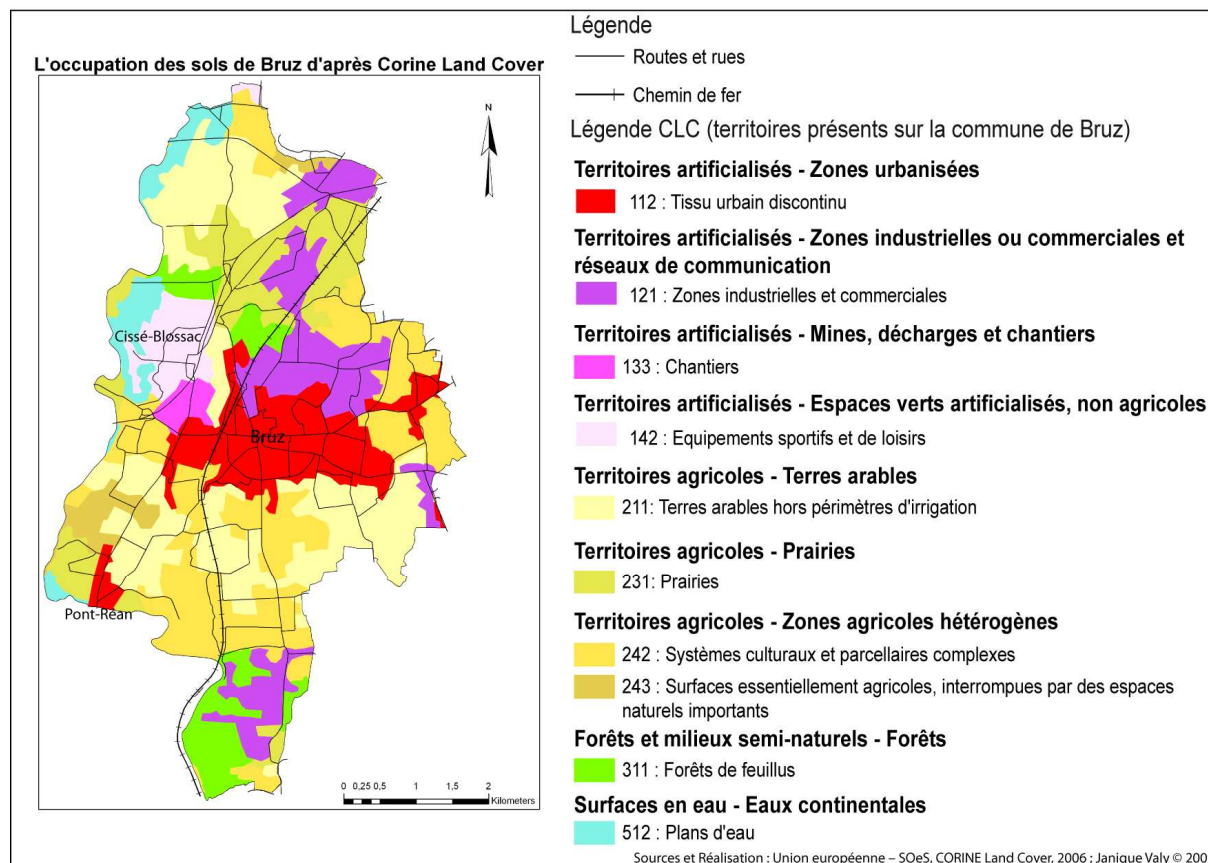 L'occupation des sols de Bruz d'après Corine Land Cover
N
Cissé-Blossac
Bruz
Pont-Réan
0 0,25 0,5 1 1,5 2
Kilometers
Légende
Routes et rues
Chemin de fer
Légende CLC (territoires présents sur la commune de Bruz)
Territoires artificialisés - Zones urbanisées
112 : Tissu urbain discontinu
Territoires artificialisés - Zones industrielles ou commerciales et
réseaux de communication
121 : Zones industrielles et commerciales
Territoires artificialisés - Mines, décharges et chantiers
133 : Chantiers
Territoires artificialisés - Espaces verts artificialisés, non agricoles
142 : Equipements sportifs et de loisirs
Territoires agricoles - Terres arables
211: Terres arables hors périmètres d'irrigation
Territoires agricoles - Prairies
231: Prairies
Territoires agricoles - Zones agricoles hétérogènes
242 : Systèmes culturaux et parcellaires complexes
243 : Surfaces essentiellement agricoles, interrompues par des espaces
naturels importants
Forêts et milieux semi-naturels - Forêts
311 : Forêts de feuillus
Surfaces en eau - Eaux continentales
512 : Plans d'eau
Sources et Réalisation : Union européenne – SOeS, CORINE Land Cover, 2006 ; Janique Valy © 200